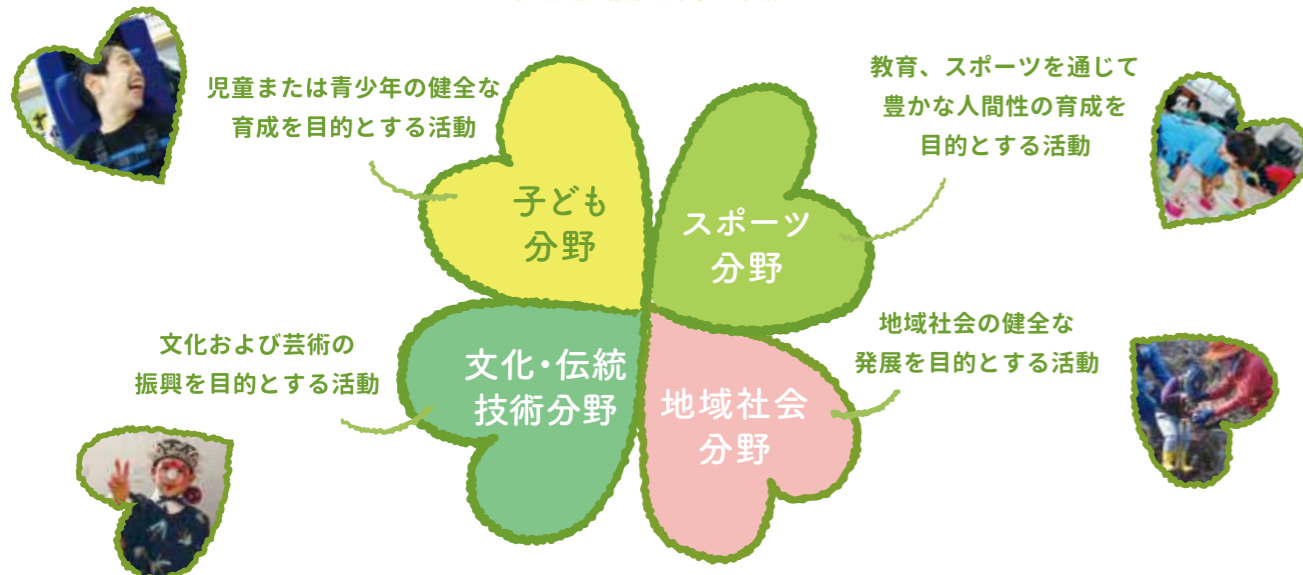 児童または青少年の健全な
育成を目的とする活動
子ども
分野
教育、スポーツを通じて
豊かな人間性の育成を
目的とする活動
スポーツ
分野
文化および芸術の
振興を目的とする活動
文化・伝統
技術分野
地域社会の健全な
発展を目的とする活動
地域社会
分野